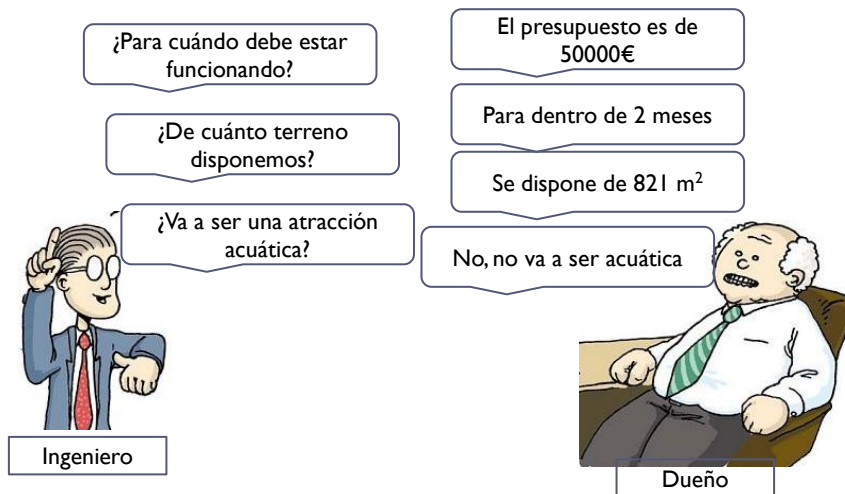 ¿Para cuándo debe estar
funcionando?
El presupuesto es de
50000€
¿De cuánto terreno
disponemos?
Para dentro de 2 meses
Se dispone de 821 m²
¿Va a ser una atracción
acuática?
No, no va a ser acuática
Ingeniero
Dueño